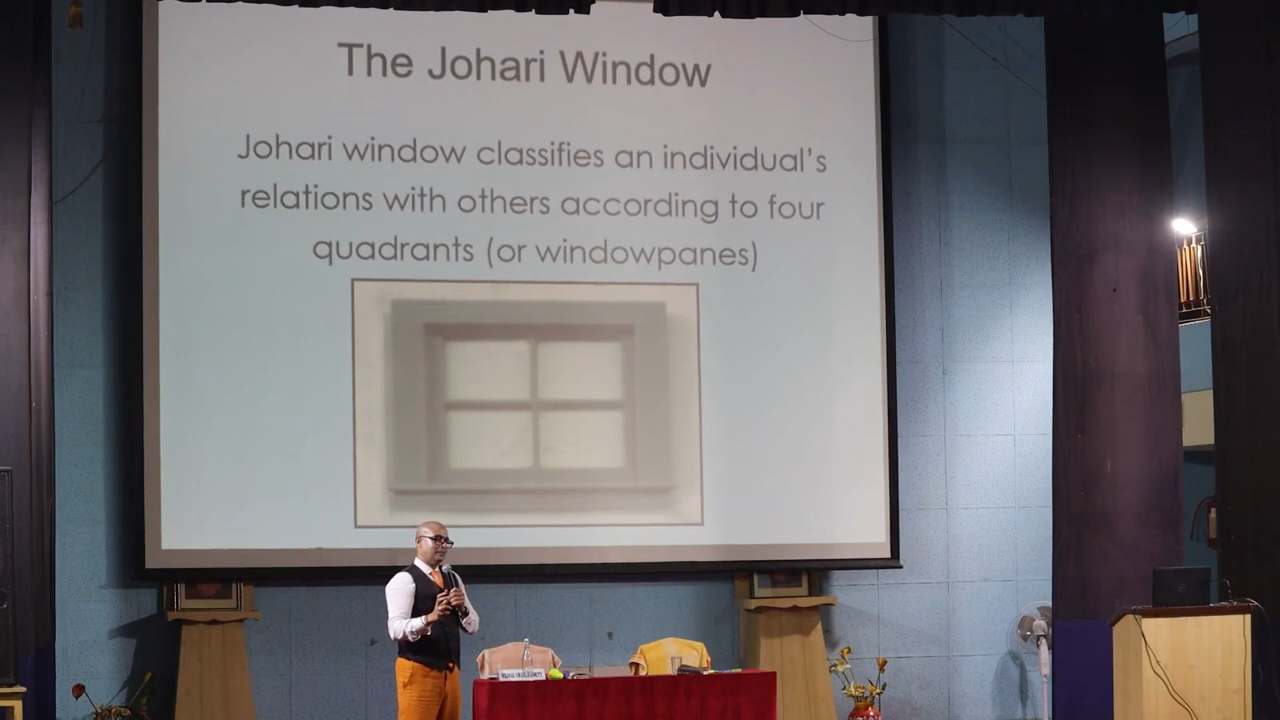 The Johari Window
Johari window classifies an individual's
relations with others according to four
quadrants (or windowpanes)